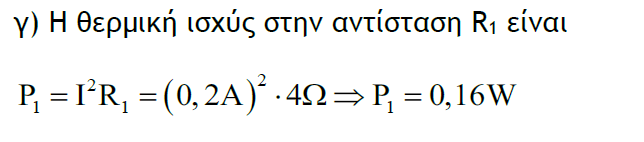 γ) Η θερμική ισχύς στην αντίσταση R₁ είναι
P₁ = I²R₁ = (0,2A)² · 4Ω ⇒ P₁ = 0,16W